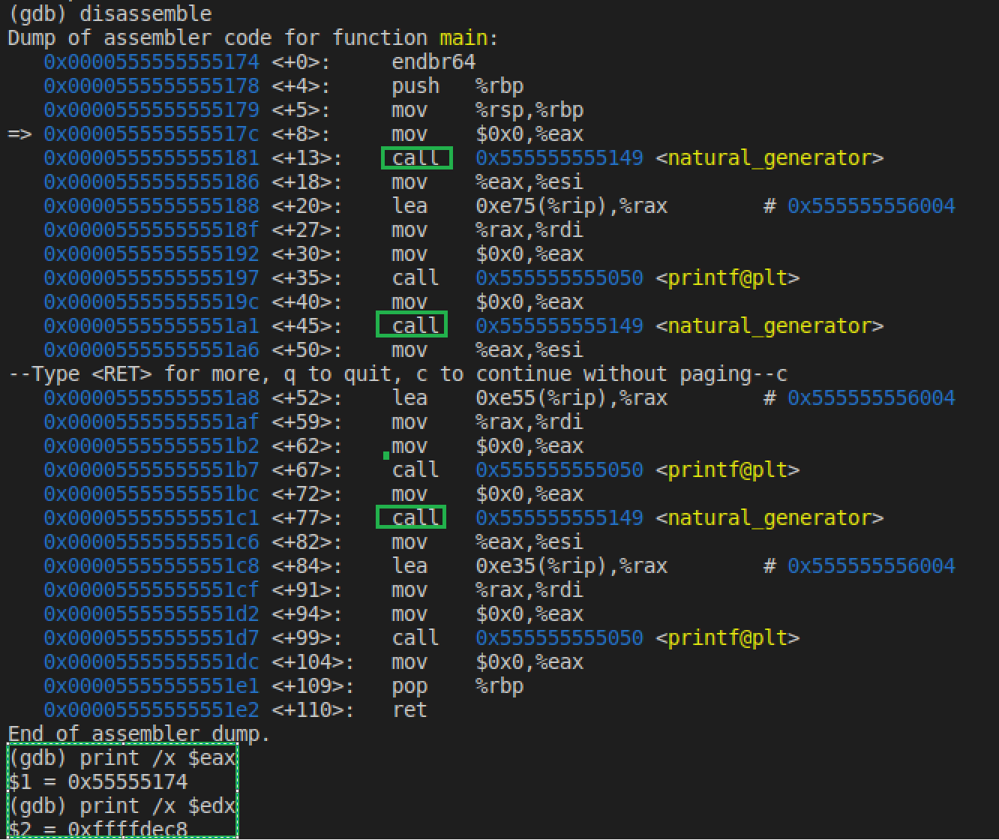 (gdb) disassemble
Dump of assembler code for function main:
   0x0000555555555174 <+0>:     endbr64
   0x0000555555555178 <+4>:     push   %rbp
   0x0000555555555179 <+5>:     mov    %rsp,%rbp
=> 0x000055555555517c <+8>:     mov    $0x0,%eax
   0x0000555555555181 <+13>:    call   0x555555555149 <natural_generator>
   0x0000555555555186 <+18>:    mov    %eax,%esi
   0x0000555555555188 <+20>:    lea    0xe75(%rip),%rax        # 0x555555556004
   0x000055555555518f <+27>:    mov    %rax,%rdi
   0x0000555555555192 <+30>:    mov    $0x0,%eax
   0x0000555555555197 <+35>:    call   0x555555555050 <printf@plt>
   0x000055555555519c <+40>:    mov    $0x0,%eax
   0x00005555555551a1 <+45>:    call   0x555555555149 <natural_generator>
   0x00005555555551a6 <+50>:    mov    %eax,%esi
--Type <RET> for more, q to quit, c to continue without paging--c
   0x00005555555551a8 <+52>:    lea    0xe55(%rip),%rax        # 0x555555556004
   0x00005555555551af <+59>:    mov    %rax,%rdi
   0x00005555555551b2 <+62>:    mov    $0x0,%eax
   0x00005555555551b7 <+67>:    call   0x555555555050 <printf@plt>
   0x00005555555551bc <+72>:    mov    $0x0,%eax
   0x00005555555551c1 <+77>:    call   0x555555555149 <natural_generator>
   0x00005555555551c6 <+82>:    mov    %eax,%esi
   0x00005555555551c8 <+84>:    lea    0xe35(%rip),%rax        # 0x555555556004
   0x00005555555551cf <+91>:    mov    %rax,%rdi
   0x00005555555551d2 <+94>:    mov    $0x0,%eax
   0x00005555555551d7 <+99>:    call   0x555555555050 <printf@plt>
   0x00005555555551dc <+104>:   mov    $0x0,%eax
   0x00005555555551e1 <+109>:   pop    %rbp
   0x00005555555551e2 <+110>:   ret
End of assembler dump.
(gdb) print /x $eax
$1 = 0x55555174
(gdb) print /x $edx
$2 = 0xffffdec8